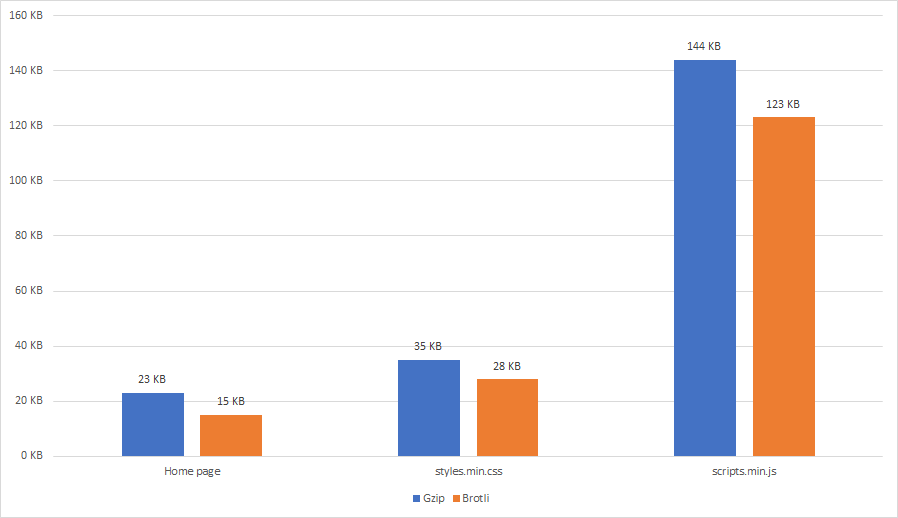 160 KB
144 KB
140 KB
123 KB
120 KB
100 KB
80 KB
60 KB
40 KB
35 KB
28 KB
23 KB
20 KB
15 KB
0 KB
Home page
styles.min.css
scripts.min.js
Gzip
Brotli